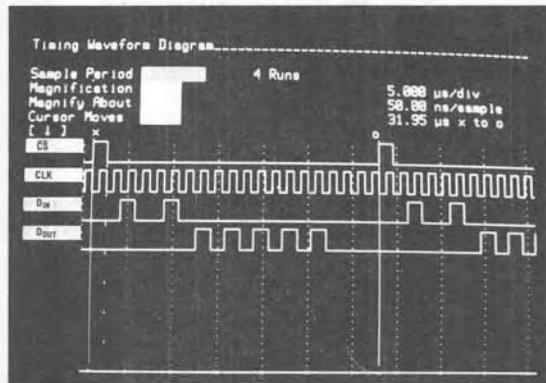 Timing Waveform Diagram
Sample Period 4 Runs
Magnification 5.000 µs/div
Magnify About 50.00 ns/sample
Cursor Moves 31.95 µs x to o
[ ↓ ] x o
CS
CLK
DIN
DOUT